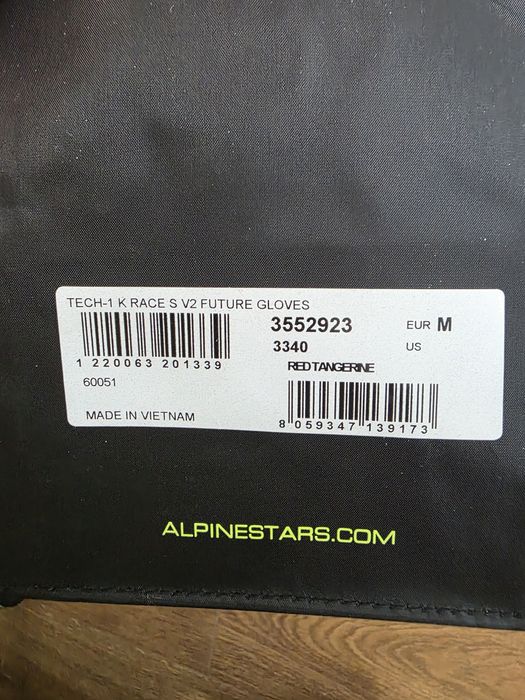 TECH-1 K RACE S V2 FUTURE GLOVES
3552923 EUR M
3340 US
1 220063 201339
RED TANGERINE
60051
MADE IN VIETNAM
8 059347 139173
ALPINESTARS.COM